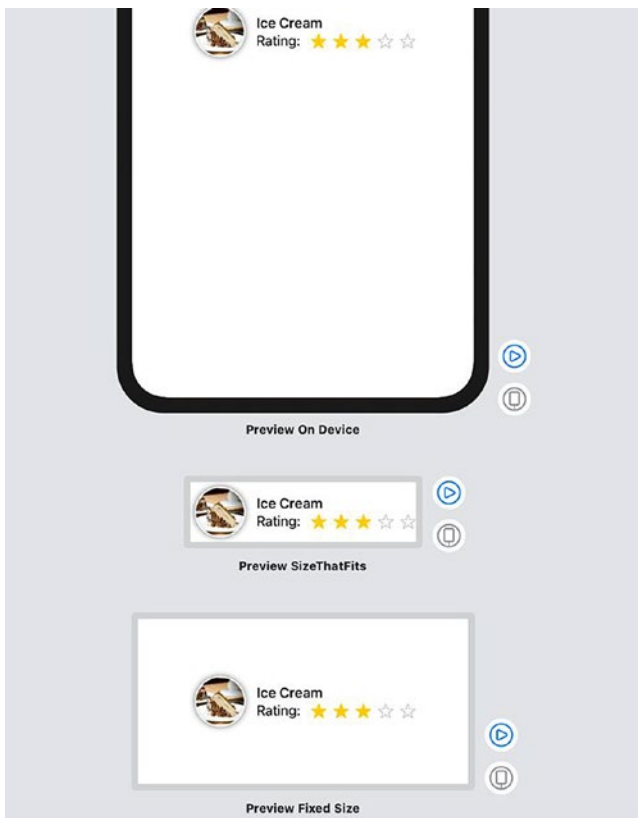 Ice Cream
Rating:
Preview On Device
Ice Cream
Rating:
Preview SizeThatFits
Ice Cream
Rating:
Preview Fixed Size